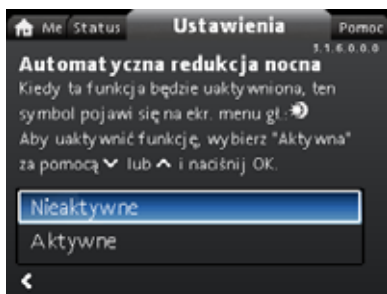 Me Status Ustawienia Pomoc
3.1.6.0.0.0
Automatyczna redukcja nocna
Kiedy ta funkcja będzie uaktywniona, ten
symbol pojawi się na ekr. menu gł.:
Aby uaktywnić funkcję, wybierz "Aktywna"
za pomocą lub i naciśnij OK.
Nieaktywne
Aktywne